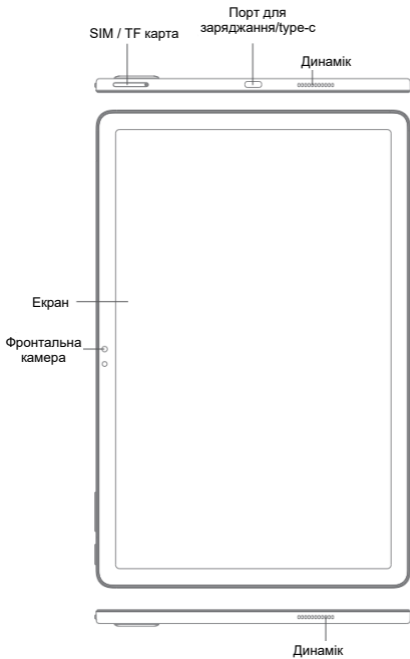 Порт для
заряджання/type-c
SIM / TF карта
Динамік
Екран
Фронтальна
камера
Динамік